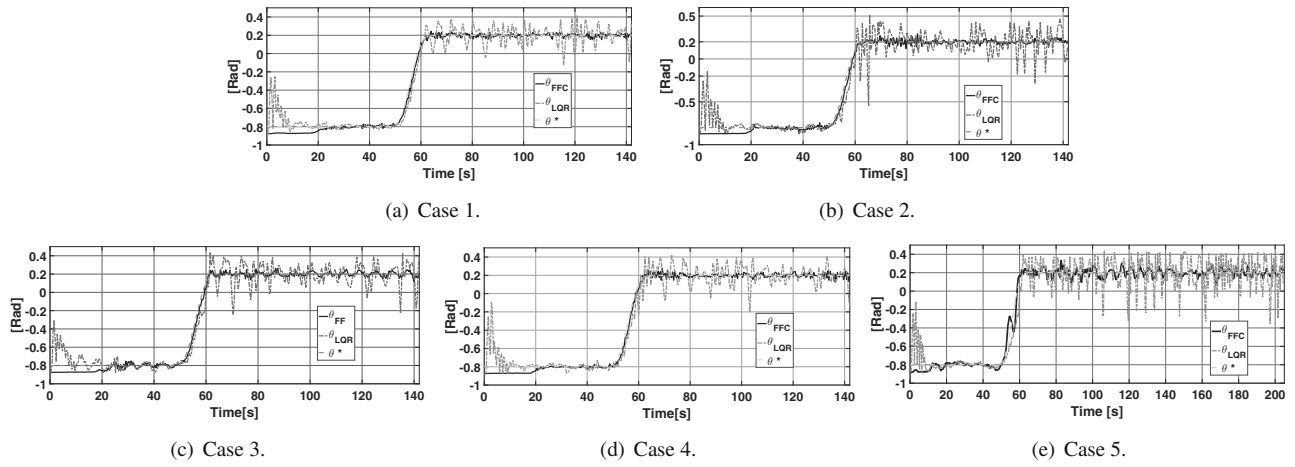 0.4
0.2
0
-0.2
-0.4
-0.6
-0.8
-1
[Rad]
0 20 40 60 80 100 120 140
Time [s]
θFFC
θLQR
θ *
(a) Case 1.
0.5
0.2
0
-0.5
-1
[Rad]
0 20 40 60 80 100 120 140
Time[s]
θFFC
θLQR
θ *
(b) Case 2.
0.4
0.2
0
-0.2
-0.4
-0.6
-0.8
-1
[Rad]
0 20 40 60 80 100 120 140
Time[s]
θFF
θLQR
θ *
(c) Case 3.
0.4
0.2
0
-0.2
-0.4
-0.6
-0.8
-1
[Rad]
0 20 40 60 80 100 120 140
Time[s]
θFFC
θLQR
θ *
(d) Case 4.
0.4
0.2
0
-0.2
-0.4
-0.6
-0.8
-1
[Rad]
0 20 40 60 80 100 120 140 160 180 200
Time [s]
θFFC
θLQR
θ *
(e) Case 5.